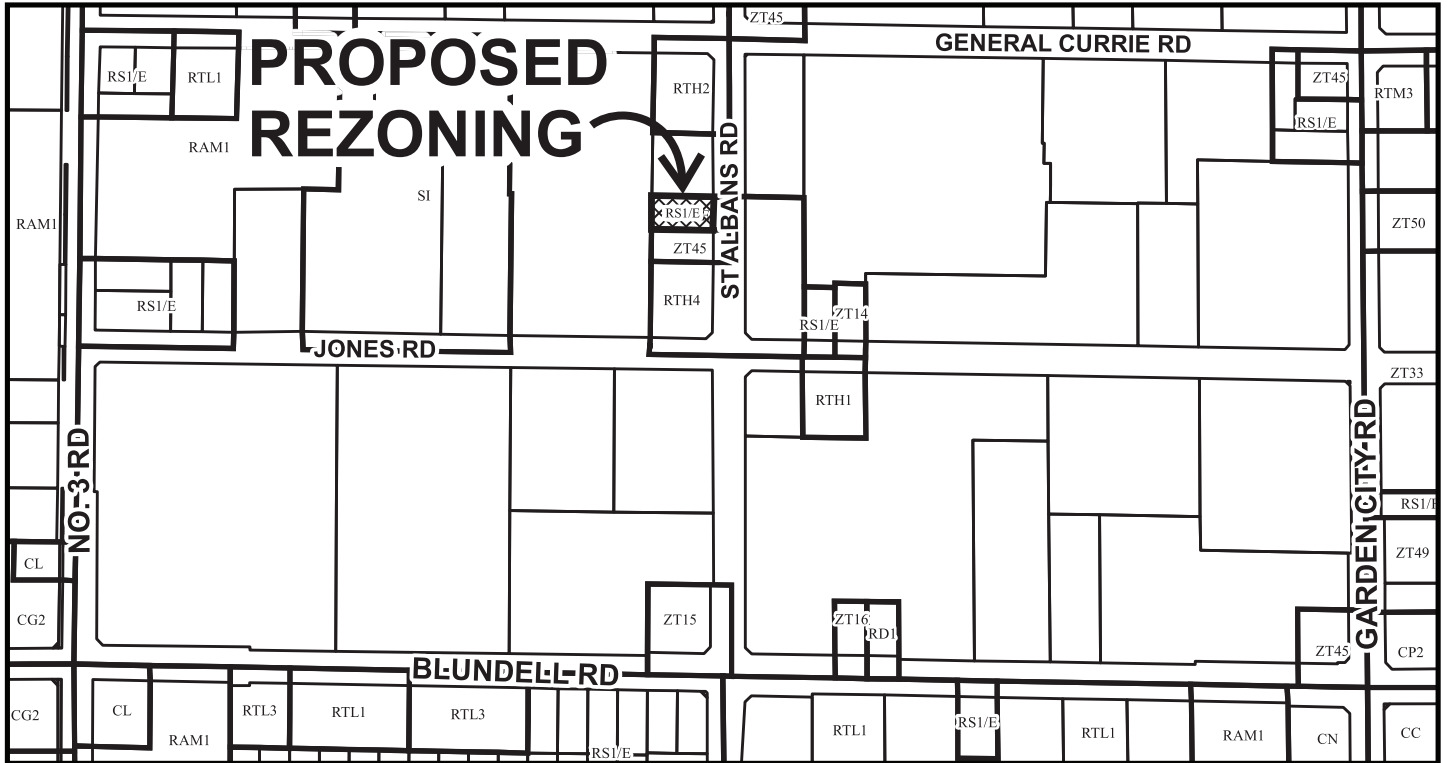 ZT45
GENERAL CURRIE RD
PROPOSED
REZONING
RS1/E
RTL1
RTH2
ZT45
RTM3
RS1/E
RAM1
SI
RAM1
RS1/E
ST ALBANS RD
ZT50
ZT45
RTH4
RS1/E
RS1/E
ZT14
JONES RD
ZT33
RTH1
NO. 3 RD
GARDEN CITY RD
RS1/E
ZT49
CL
CG2
ZT15
ZT16
RD1
ZT45
CP2
BLUNDELL RD
CG2
CL
RAM1
RTL3
RTL1
RTL3
RS1/E
RTL1
RS1/E
RTL1
RAM1
CN
CC